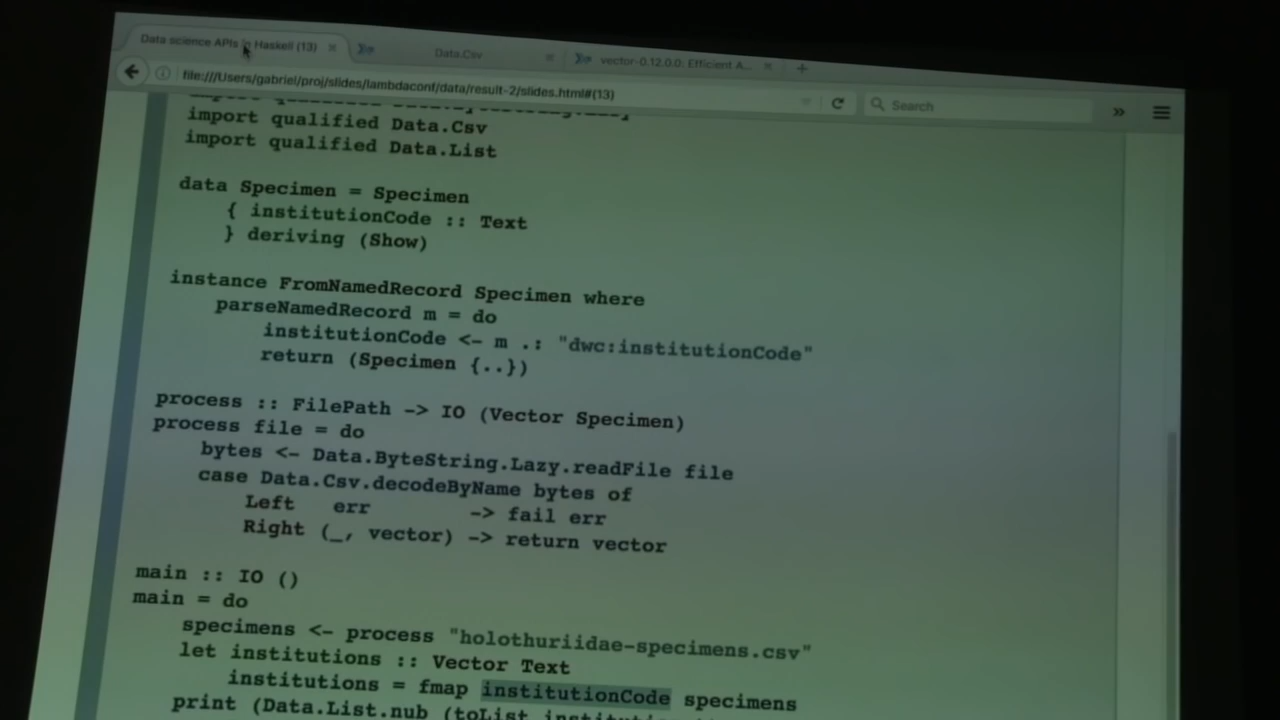 Data science APIs in Haskell (13)
Data.Csv
vector-0.12.0.0: Efficient A...
file:///Users/gabriel/proj/slides/lambdaconf/data/result-2/slides.html#(13)
Search
import qualified
import qualified Data.Csv
import qualified Data.List
data Specimen = Specimen
{ institutionCode :: Text
} deriving (Show)
instance FromNamedRecord Specimen where
parseNamedRecord m = do
institutionCode <- m .: "dwc:institutionCode"
return (Specimen {..})
process :: FilePath -> IO (Vector Specimen)
process file = do
bytes <- Data.ByteString.Lazy.readFile file
case Data.Csv.decodeByName bytes of
Left err -> fail err
Right (_, vector) -> return vector
main :: IO ()
main = do
specimens <- process "holothuriidae-specimens.csv"
let institutions :: Vector Text
institutions = fmap institutionCode specimens
print (Data.List.nub (toList